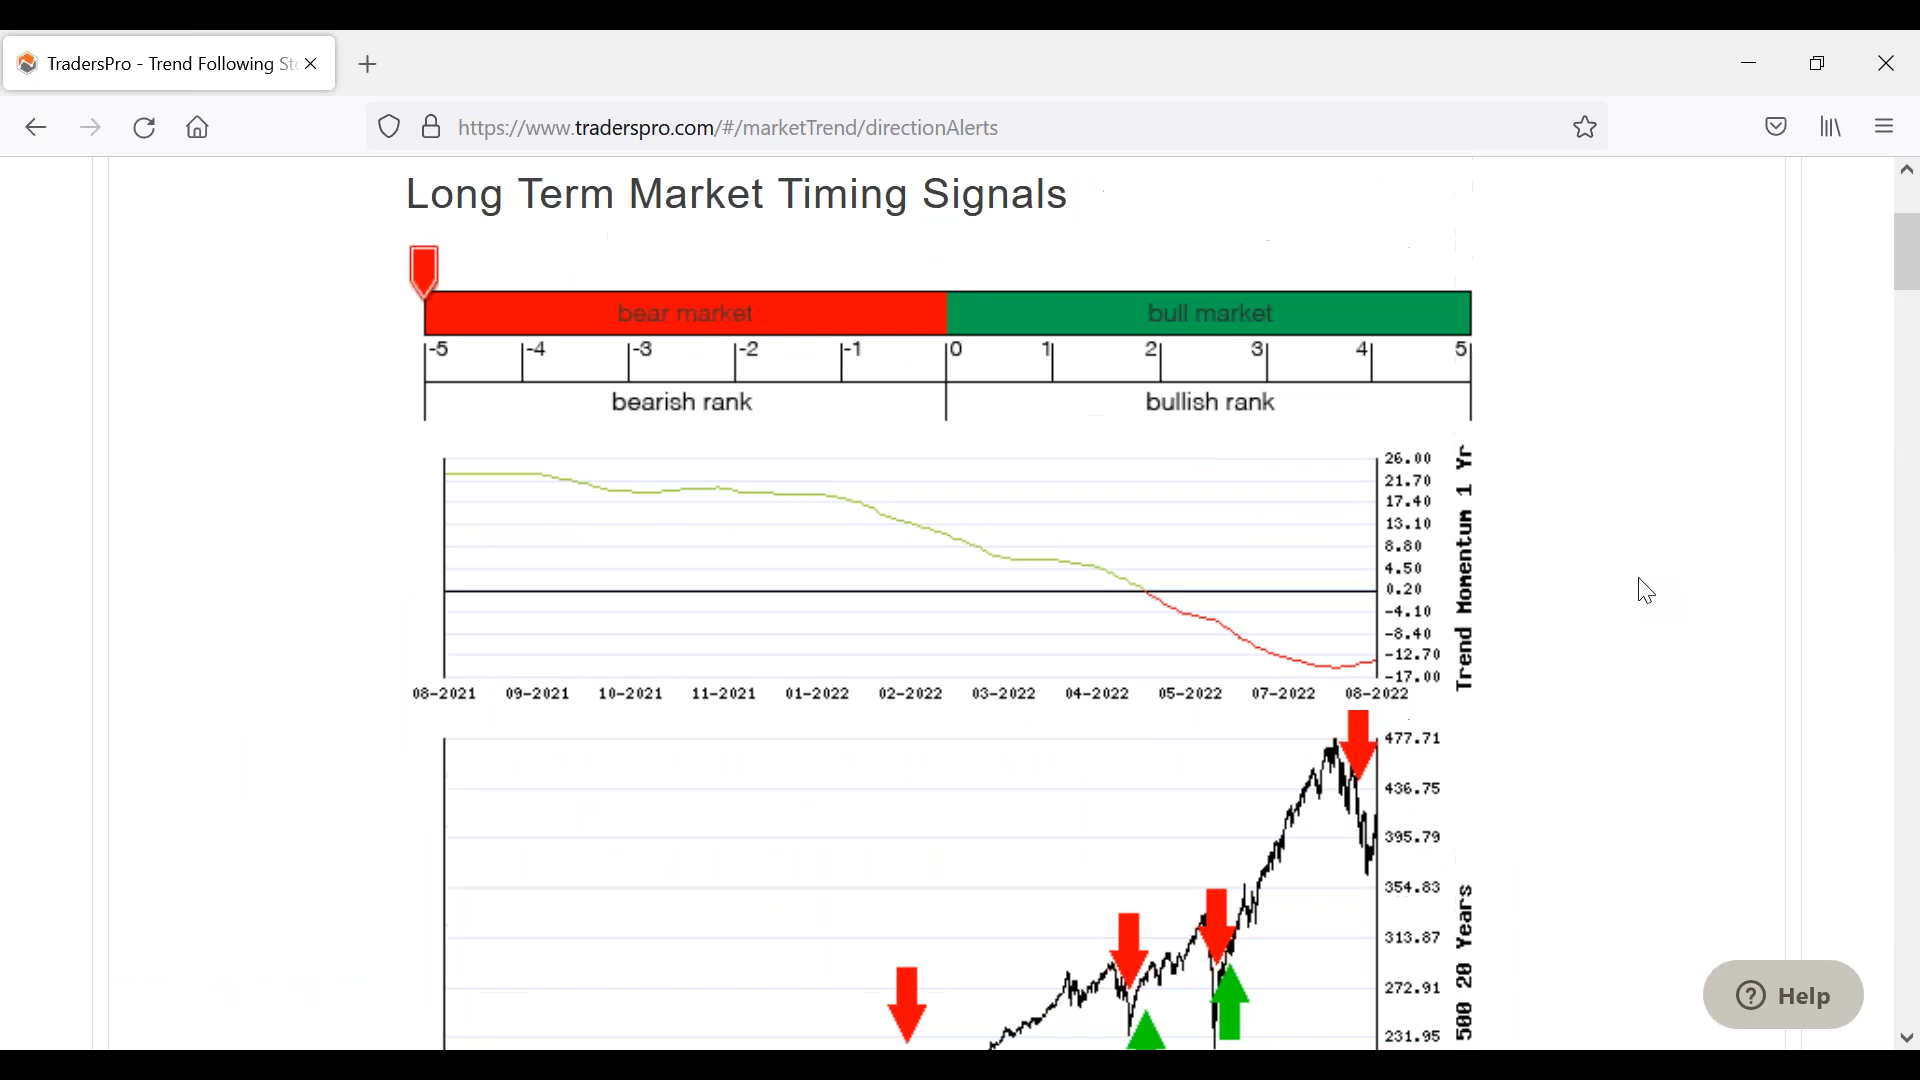 TradersPro - Trend Following Sto
https://www.traderspro.com/#/marketTrend/directionAlerts
Long Term Market Timing Signals
bear market bull market
-5 -4 -3 -2 -1 0 1 2 3 4 5
bearish rank bullish rank
26.00
21.70
17.40
13.10
8.80
4.50
0.20
-4.10
-8.40
-12.70
-17.00
Trend Momentum 1 Yr
08-2021 09-2021 10-2021 11-2021 01-2022 02-2022 03-2022 04-2022 05-2022 07-2022 08-2022
477.71
436.75
395.79
354.83
313.87
272.91
231.95
500 20 Years
Help